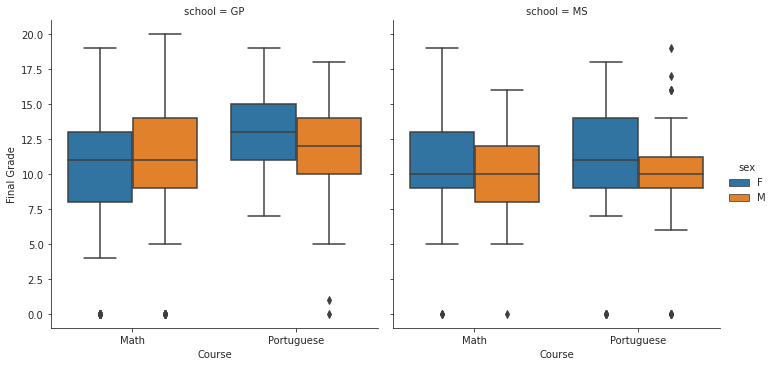 school = GP
school = MS
20.0
17.5
15.0
12.5
10.0
7.5
5.0
2.5
0.0
Final Grade
Math
Portuguese
Course
Math
Portuguese
Course
sex
F
M